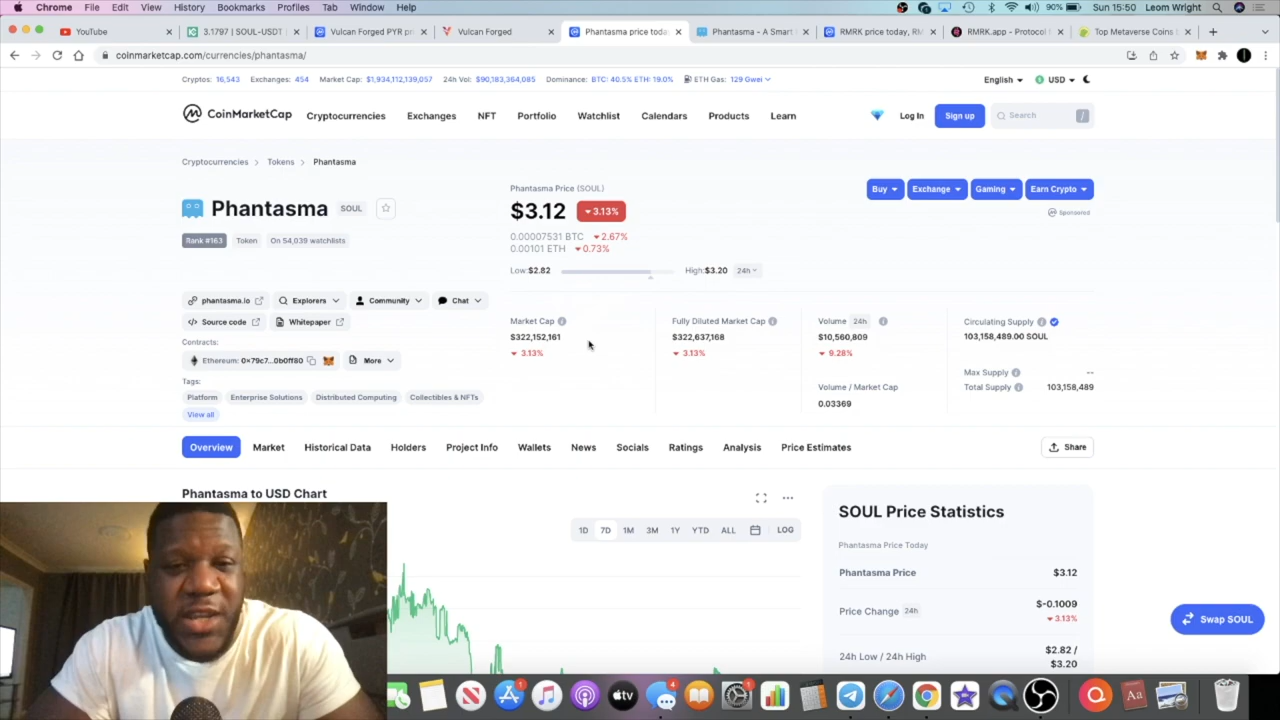 Chrome File Edit View History Bookmarks Profiles Tab Window Help 90% Sun 15:50 Leom Wright
YouTube 3.1797 | SOUL-USDT Vulcan Forged PYR pri Vulcan Forged Phantasma price toda Phantasma - A Smart RMRK price today, RM RMRK.app - Protocol Top Metaverse Coins
coinmarketcap.com/currencies/phantasma/
Cryptos: 16,543 Exchanges: 454 Market Cap: $1,934,112,139,057 24h Vol: $90,183,364,085 Dominance: BTC: 40.5% ETH: 19.0% ETH Gas: 129 Gwei English USD
CoinMarketCap Cryptocurrencies Exchanges NFT Portfolio Watchlist Calendars Products Learn Log In Sign up Search /
Cryptocurrencies > Tokens > Phantasma
Phantasma SOUL
Rank #163 Token On 54,039 watchlists
phantasma.io Explorers Community Chat
Source code Whitepaper
Contracts:
Ethereum: 0x79c7...0b0ff80 More
Tags:
Platform Enterprise Solutions Distributed Computing Collectibles & NFTs
View all
Phantasma Price (SOUL)
$3.12 3.13%
0.00007531 BTC 2.67%
0.00101 ETH 0.73%
Low: $2.82 High: $3.20 24h
Buy Exchange Gaming Earn Crypto
Sponsored
Market Cap
$322,152,161
3.13%
Fully Diluted Market Cap
$322,637,168
3.13%
Volume 24h
$10,560,809
9.28%
Volume / Market Cap
0.03369
Circulating Supply
103,158,489.00 SOUL
Max Supply --
Total Supply 103,158,489
Overview Market Historical Data Holders Project Info Wallets News Socials Ratings Analysis Price Estimates Share
Phantasma to USD Chart
1D 7D 1M 3M 1Y YTD ALL LOG
SOUL Price Statistics
Phantasma Price Today
Phantasma Price $3.12
Price Change 24h $-0.1009
3.13%
24h Low / 24h High $2.82 /
$3.20
Swap SOUL
1 tv 4 1 Aa